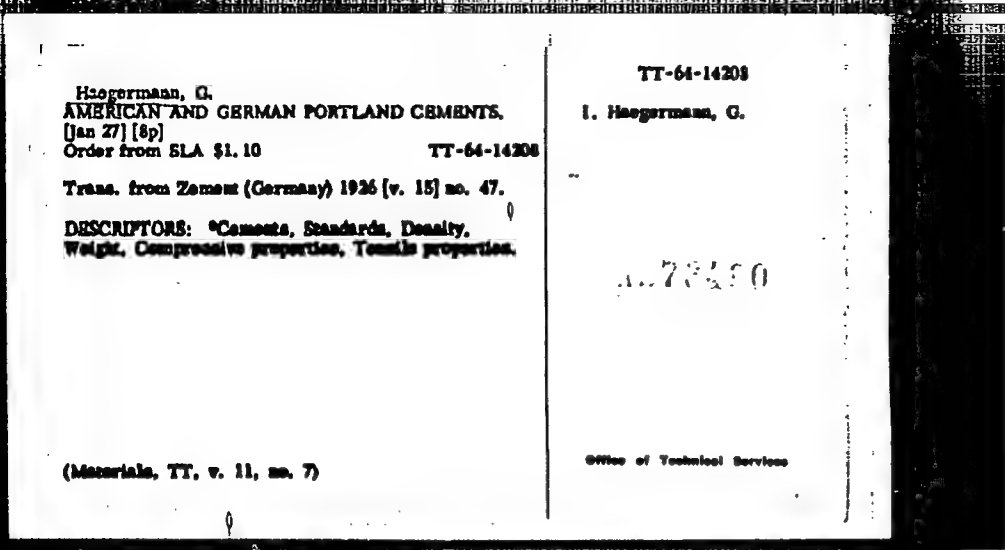 Haegermann, G.
AMERICAN AND GERMAN PORTLAND CEMENTS.
[Jan 27] [8p]
Order from SLA $1.10 TT-64-14208
Trans. from Zement (Germany) 1926 [v. 15] no. 47.
DESCRIPTORS: *Cements, Standards, Density,
Weight, Compressive properties, Tensile properties.
(Materials, TT, v. 11, no. 7)
TT-64-14208
I. Haegermann, G.
Office of Technical Services